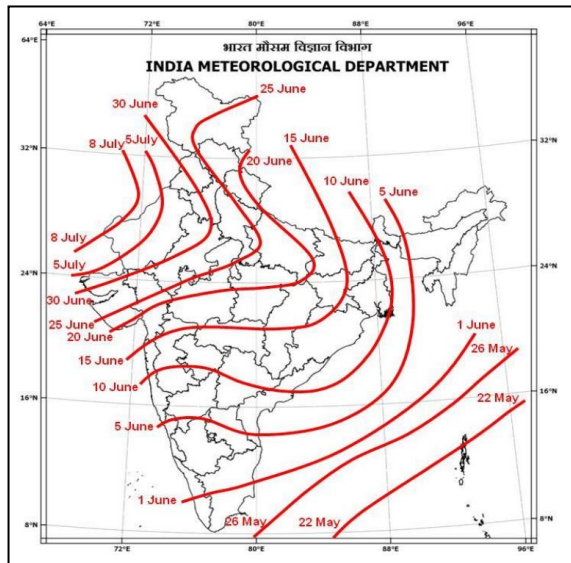 64°E
72°E
80°E
88°E
96°E
भारत मौसम विज्ञान विभाग
INDIA METEOROLOGICAL DEPARTMENT
25 June
30 June
15 June
8 July
5July
32°N
32°N
20 June
10 June
5 June
8 July
5July
24°N
24°N
30 June
25 June
20 June
1 June
15 June
26 May
10 June
16°N
16°N
22 May
5 June
1 June
8°N
26 May
22 May
8°N
72°E
80°E
88°E
96°E